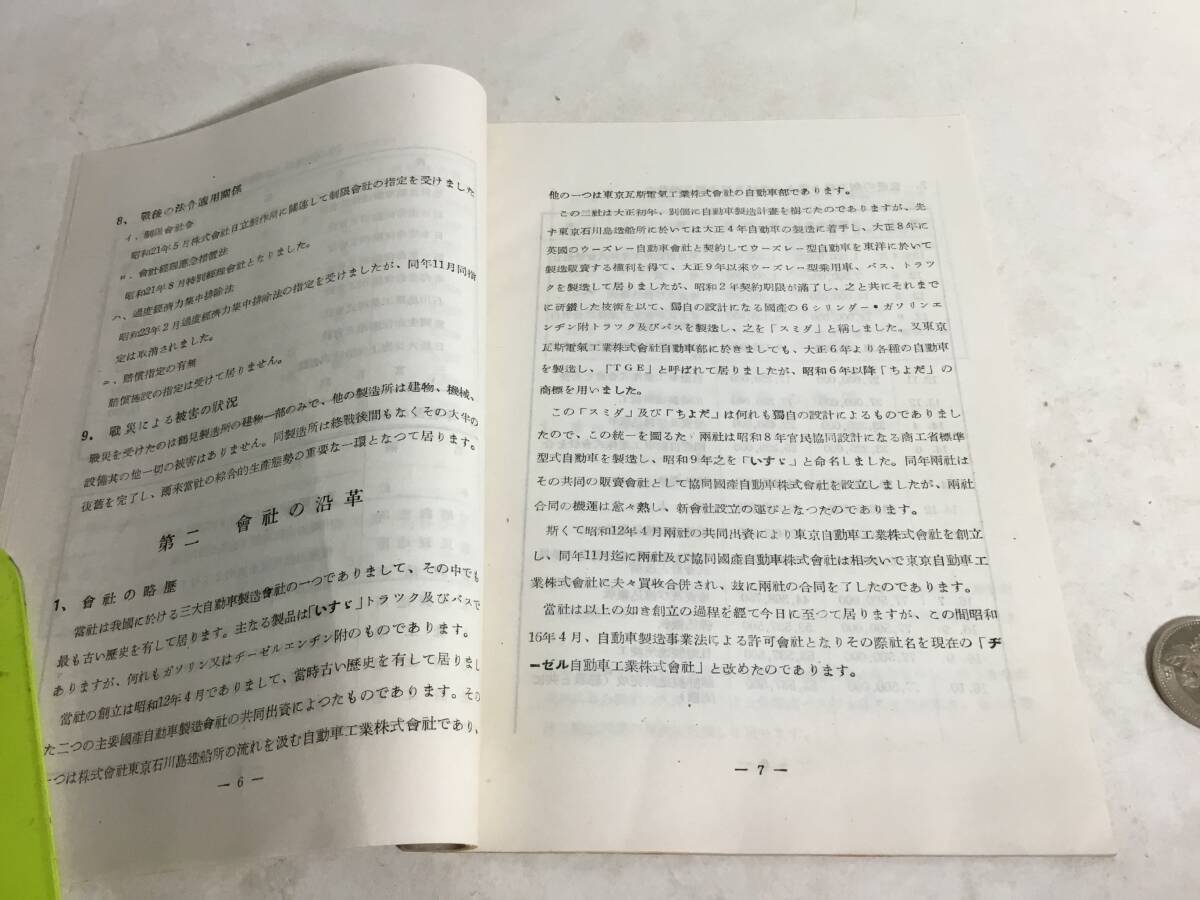 8、戰後の法令適用關係
イ、制限會社令
昭和21年5月株式會社日立製作所に關連して制限會社の指定を受けました
ロ、會社經理應急措置法
昭和21年8月特別經理會社となりました。
ハ、過度經濟力集中排除法
昭和23年2月過度經濟力集中排除法の指定を受けましたが、同年11月同指
定は取消されました。
ニ、賠償指定の有無
賠償施設の指定は受けて居りません。
9、戰災による被害の狀況
戰災を受けたのは鶴見製造所の建物一部のみで、他の製造所は建物、機械、
設備其の他一切の被害はありません。同製造所は終戰後間もなくその大半の
復舊を完了し、爾来當社の綜合的生產態勢の重要な一環となつて居ります。
第二 會社の沿革
1、會社の略歴
當社は我國に於ける三大自動車製造會社の一つでありまして、その中でも
最も古い歷史を有して居ります。主なる製品は「いすゞ」トラツク及びバスで
ありますが、何れもガソリン又はヂーゼルエンヂン附のものであります。
當社の創立は昭和12年4月でありまして、當時古い歷史を有して居りまし
た二つの主要國產自動車製造會社の共同出資によつたものであります。その
一つは株式會社東京石川島造船所の流れを汲む自動車工業株式會社であり、
— 6 —
他の一つは東京瓦斯電氣工業株式會社の自動車部であります。
この二社は大正初年、別個に自動車製造計畫を樹てたのでありますが、先
ず東京石川島造船所に於いては大正4年自動車の製造に着手し、大正8年に
英國のウーズレー自動車會社と契約してウーズレー型自動車を東洋に於いて
製造販賣する權利を得て、大正9年以來ウーズレー型乘用車、バス、トラツ
クを製造して居りましたが、昭和2年契約期限が滿了し、之と共にそれまで
に硏鑽した技術を以て、獨自の設計になる國產の6シリンダー・ガソリンエ
ンヂン附トラツク及びバスを製造し、之を「スミダ」と稱しました。又東京
瓦斯電氣工業株式會社自動車部に於きましても、大正6年より各種の自動車
を製造し、「TGE」と呼ばれて居りましたが、昭和6年以降「ちよだ」の
商標を用いました。
この「スミダ」及び「ちよだ」は何れも獨自の設計によるものでありまし
たので、この統一を圖るため兩社は昭和8年官民協同設計になる商工省標準
型式自動車を製造し、昭和9年之を「いすゞ」と命名しました。同年兩社は
その共同の販賣會社として協同國產自動車株式會社を設立しましたが、兩社
合同の機運は愈々熟し、新會社設立の運びとなつたのであります。
斯くて昭和12年4月兩社の共同出資により東京自動車工業株式會社を創立
し、同年11月迄に兩社及び協同國產自動車株式會社は相次いで東京自動車工
業株式會社に夫々買收合併され、玆に兩社の合同を了したのであります。
當社は以上の如き創立の過程を經て今日に至つて居りますが、この間昭和
16年4月、自動車製造事業法による許可會社となりその際社名を現在の「ヂ
ーゼル自動車工業株式會社」と改めたのであります。
— 7 —